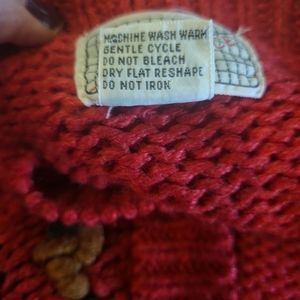 MACHINE WASH WARM
GENTLE CYCLE
DO NOT BLEACH
DRY FLAT RESHAPE
DO NOT IRON